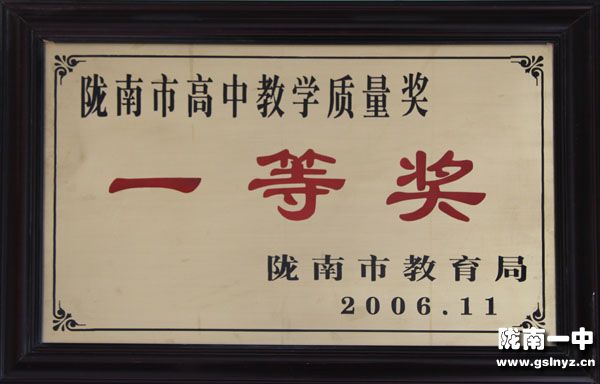 陇南市高中教学质量奖
一等奖
陇南市教育局
2006.11
陇南一中
www.gslnyz.cn